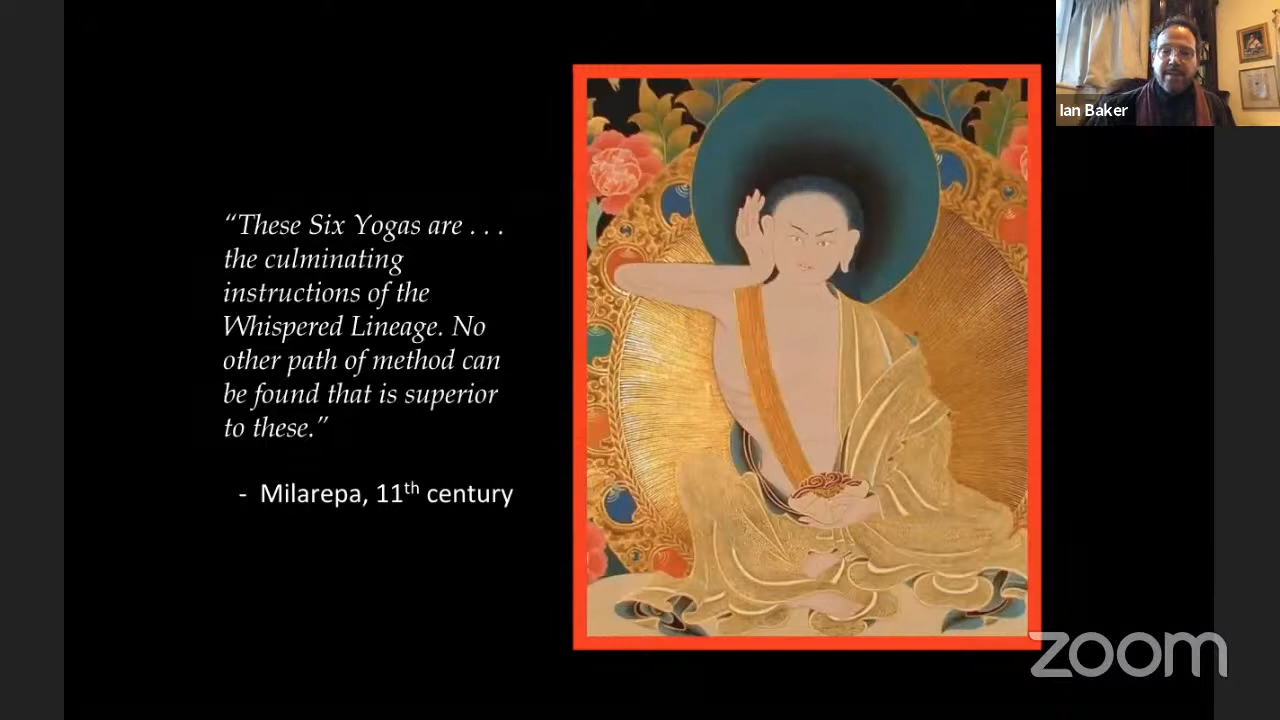 Ian Baker
“These Six Yogas are . . .
the culminating
instructions of the
Whispered Lineage. No
other path of method can
be found that is superior
to these.”
- Milarepa, 11th century
zoom